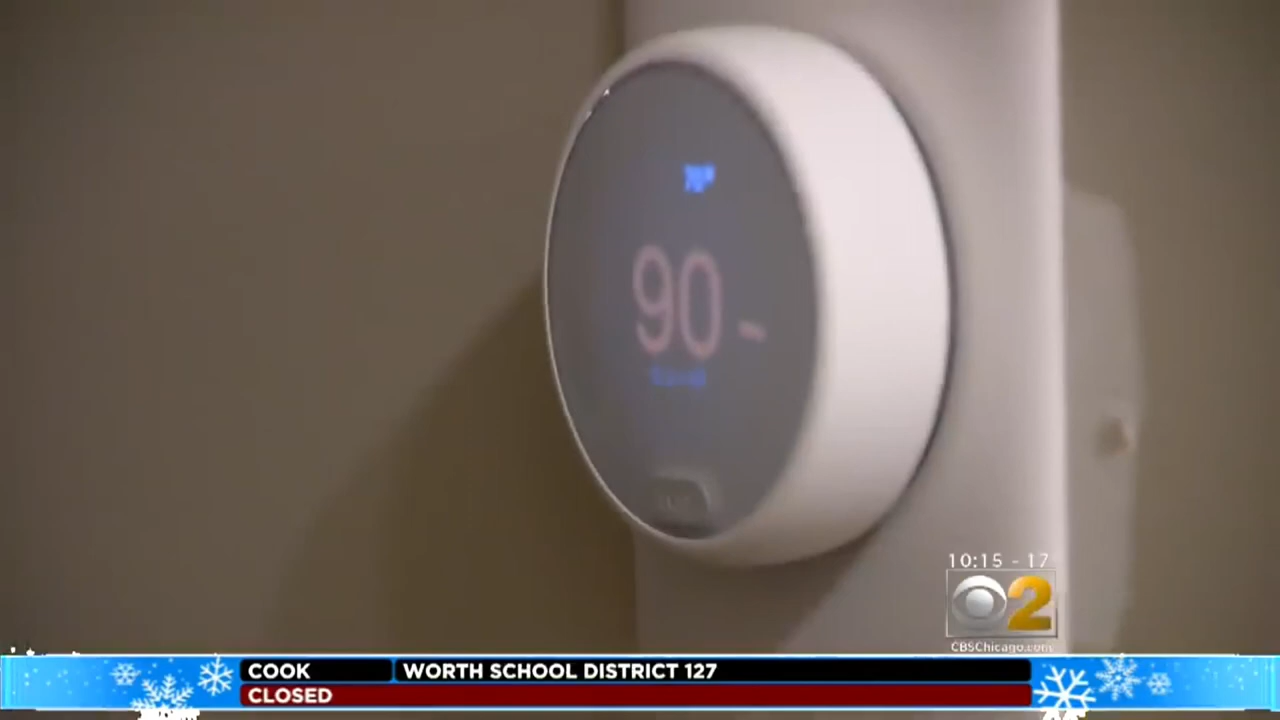 90
10:15 - 17
2
CBSChicago.com
COOK
WORTH SCHOOL DISTRICT 127
CLOSED